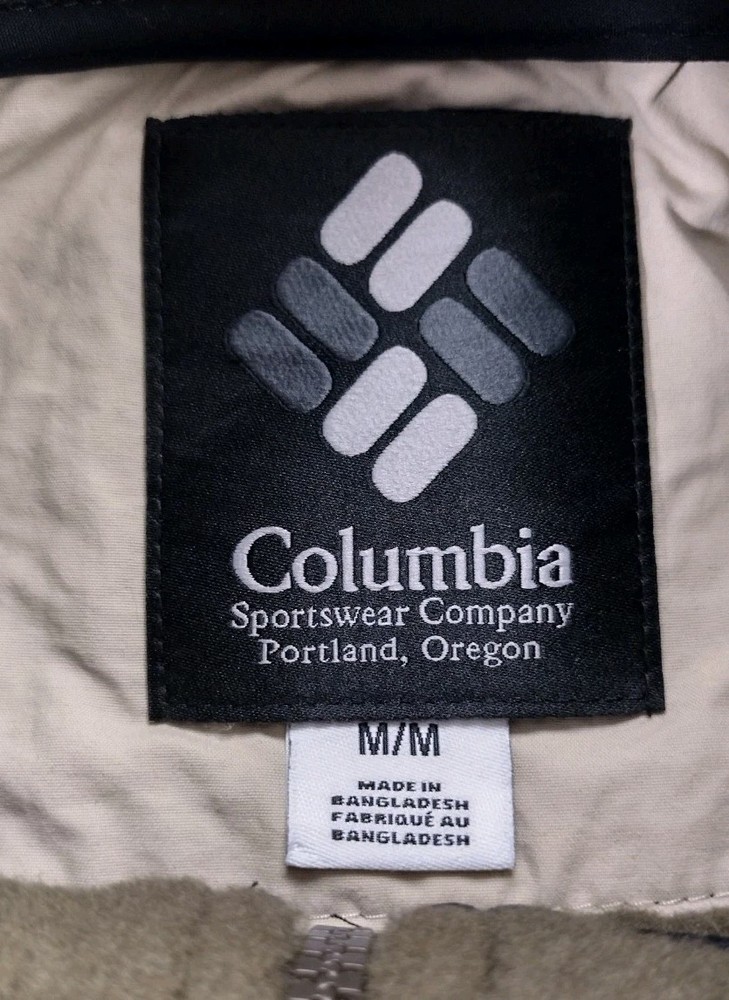 Columbia
Sportswear Company
Portland, Oregon
M/M
MADE IN
BANGLADESH
FABRIQUÉ AU
BANGLADESH